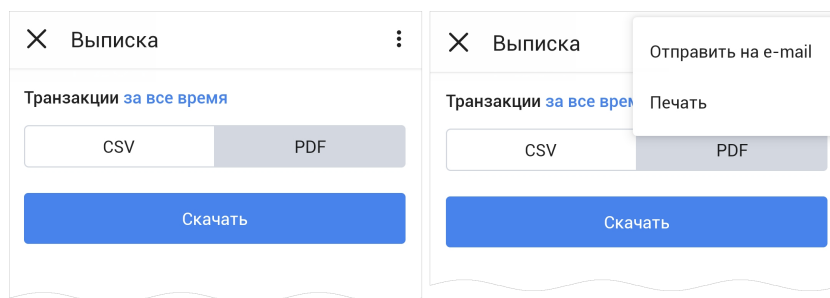 Выписка
Транзакции за все время
CSV PDF
Скачать
Выписка
Отправить на e-mail
Печать
Транзакции за все врем
CSV PDF
Скачать